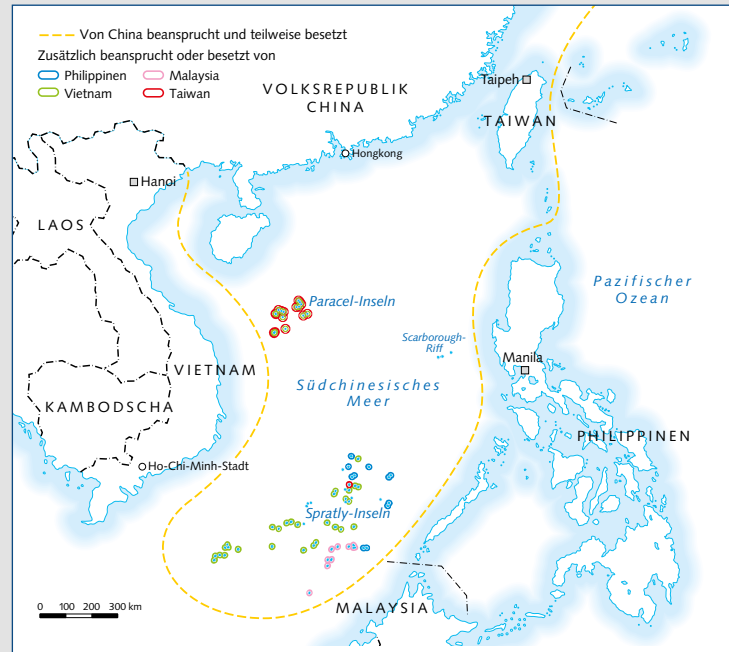 Von China beansprucht und teilweise besetzt
Zusätzlich beansprucht oder besetzt von
Philippinen Malaysia
Vietnam Taiwan
VOLKSREPUBLIK
CHINA
Taipeh
TAIWAN
Hongkong
Hanoi
LAOS
Paracel-Inseln
Pazifischer
Ozean
Scarborough-
Riff
Manila
VIETNAM
Südchinesisches
Meer
KAMBODSCHA
PHILIPPINEN
Ho-Chi-Minh-Stadt
Spratly-Inseln
MALAYSIA
0 100 200 300 km